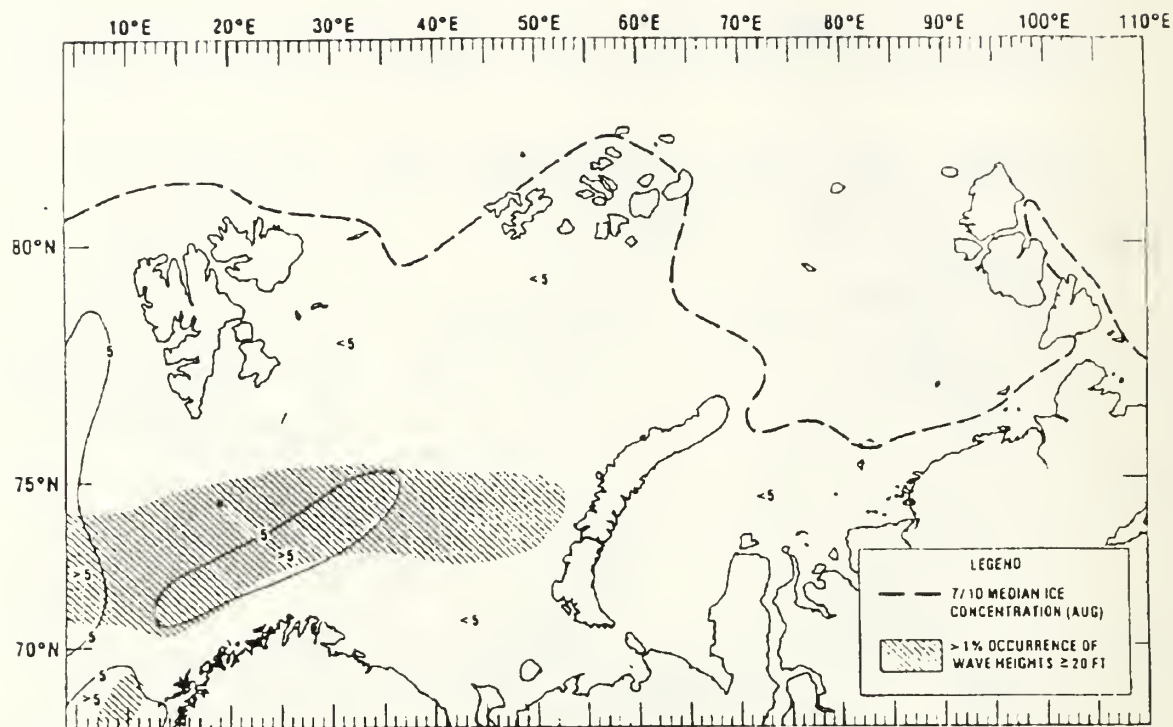 10°E 20°E 30°E 40°E 50°E 60°E 70°E 80°E 90°E 100°E 110°E
80°N
<5
5
<5
75°N
<5
5
>5
>5
LEGEND
7/10 MEDIAN ICE
CONCENTRATION (AUG)
>1% OCCURRENCE OF
WAVE HEIGHTS ≥20 FT
<5
5
70°N
5
>5